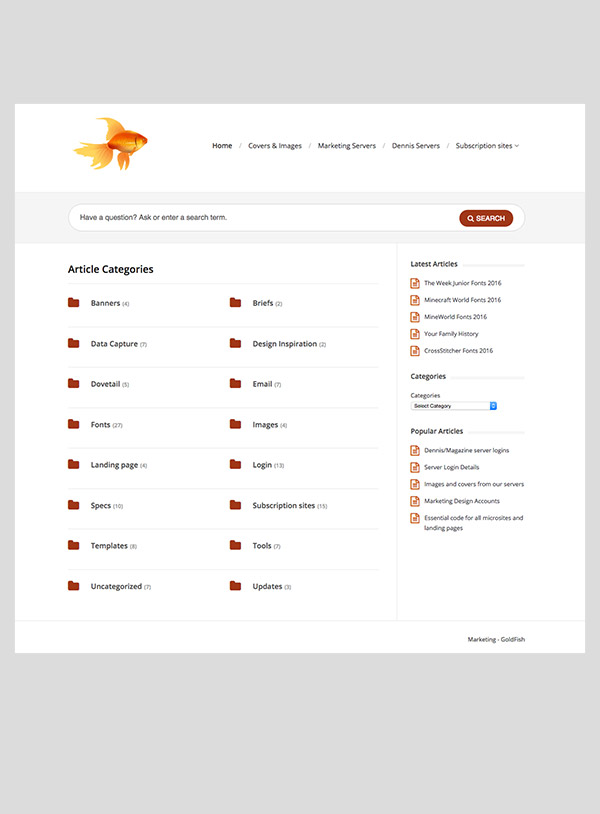 Home / Covers & Images / Marketing Servers / Dennis Servers / Subscription sites
Have a question? Ask or enter a search term.
SEARCH
Article Categories
Banners (4)
Briefs (2)
Data Capture (7)
Design Inspiration (2)
Dovetail (5)
Email (7)
Fonts (27)
Images (4)
Landing page (4)
Login (13)
Specs (10)
Subscription sites (15)
Templates (8)
Tools (7)
Uncategorized (7)
Updates (3)
Latest Articles
The Week Junior Fonts 2016
Minecraft World Fonts 2016
MineWorld Fonts 2016
Your Family History
CrossStitcher Fonts 2016
Categories
Categories
Select Category
Popular Articles
Dennis/Magazine server logins
Server Login Details
Images and covers from our servers
Marketing Design Accounts
Essential code for all microsites and
landing pages
Marketing - GoldFish